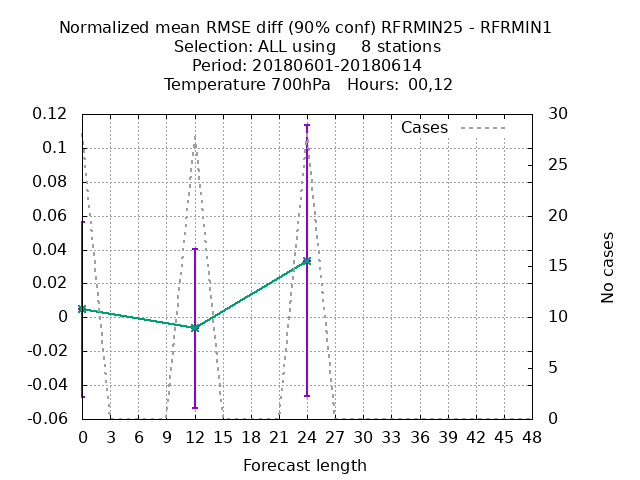 Normalized mean RMSE diff (90% conf) RFRMIN25 - RFRMIN1
Selection: ALL using 8 stations
Period: 20180601-20180614
Temperature 700hPa Hours: 00,12
Cases
0.12
0.1
0.08
0.06
0.04
0.02
0
-0.02
-0.04
-0.06
30
25
20
15
10
5
0
No cases
0 3 6 9 12 15 18 21 24 27 30 33 36 39 42 45 48
Forecast length